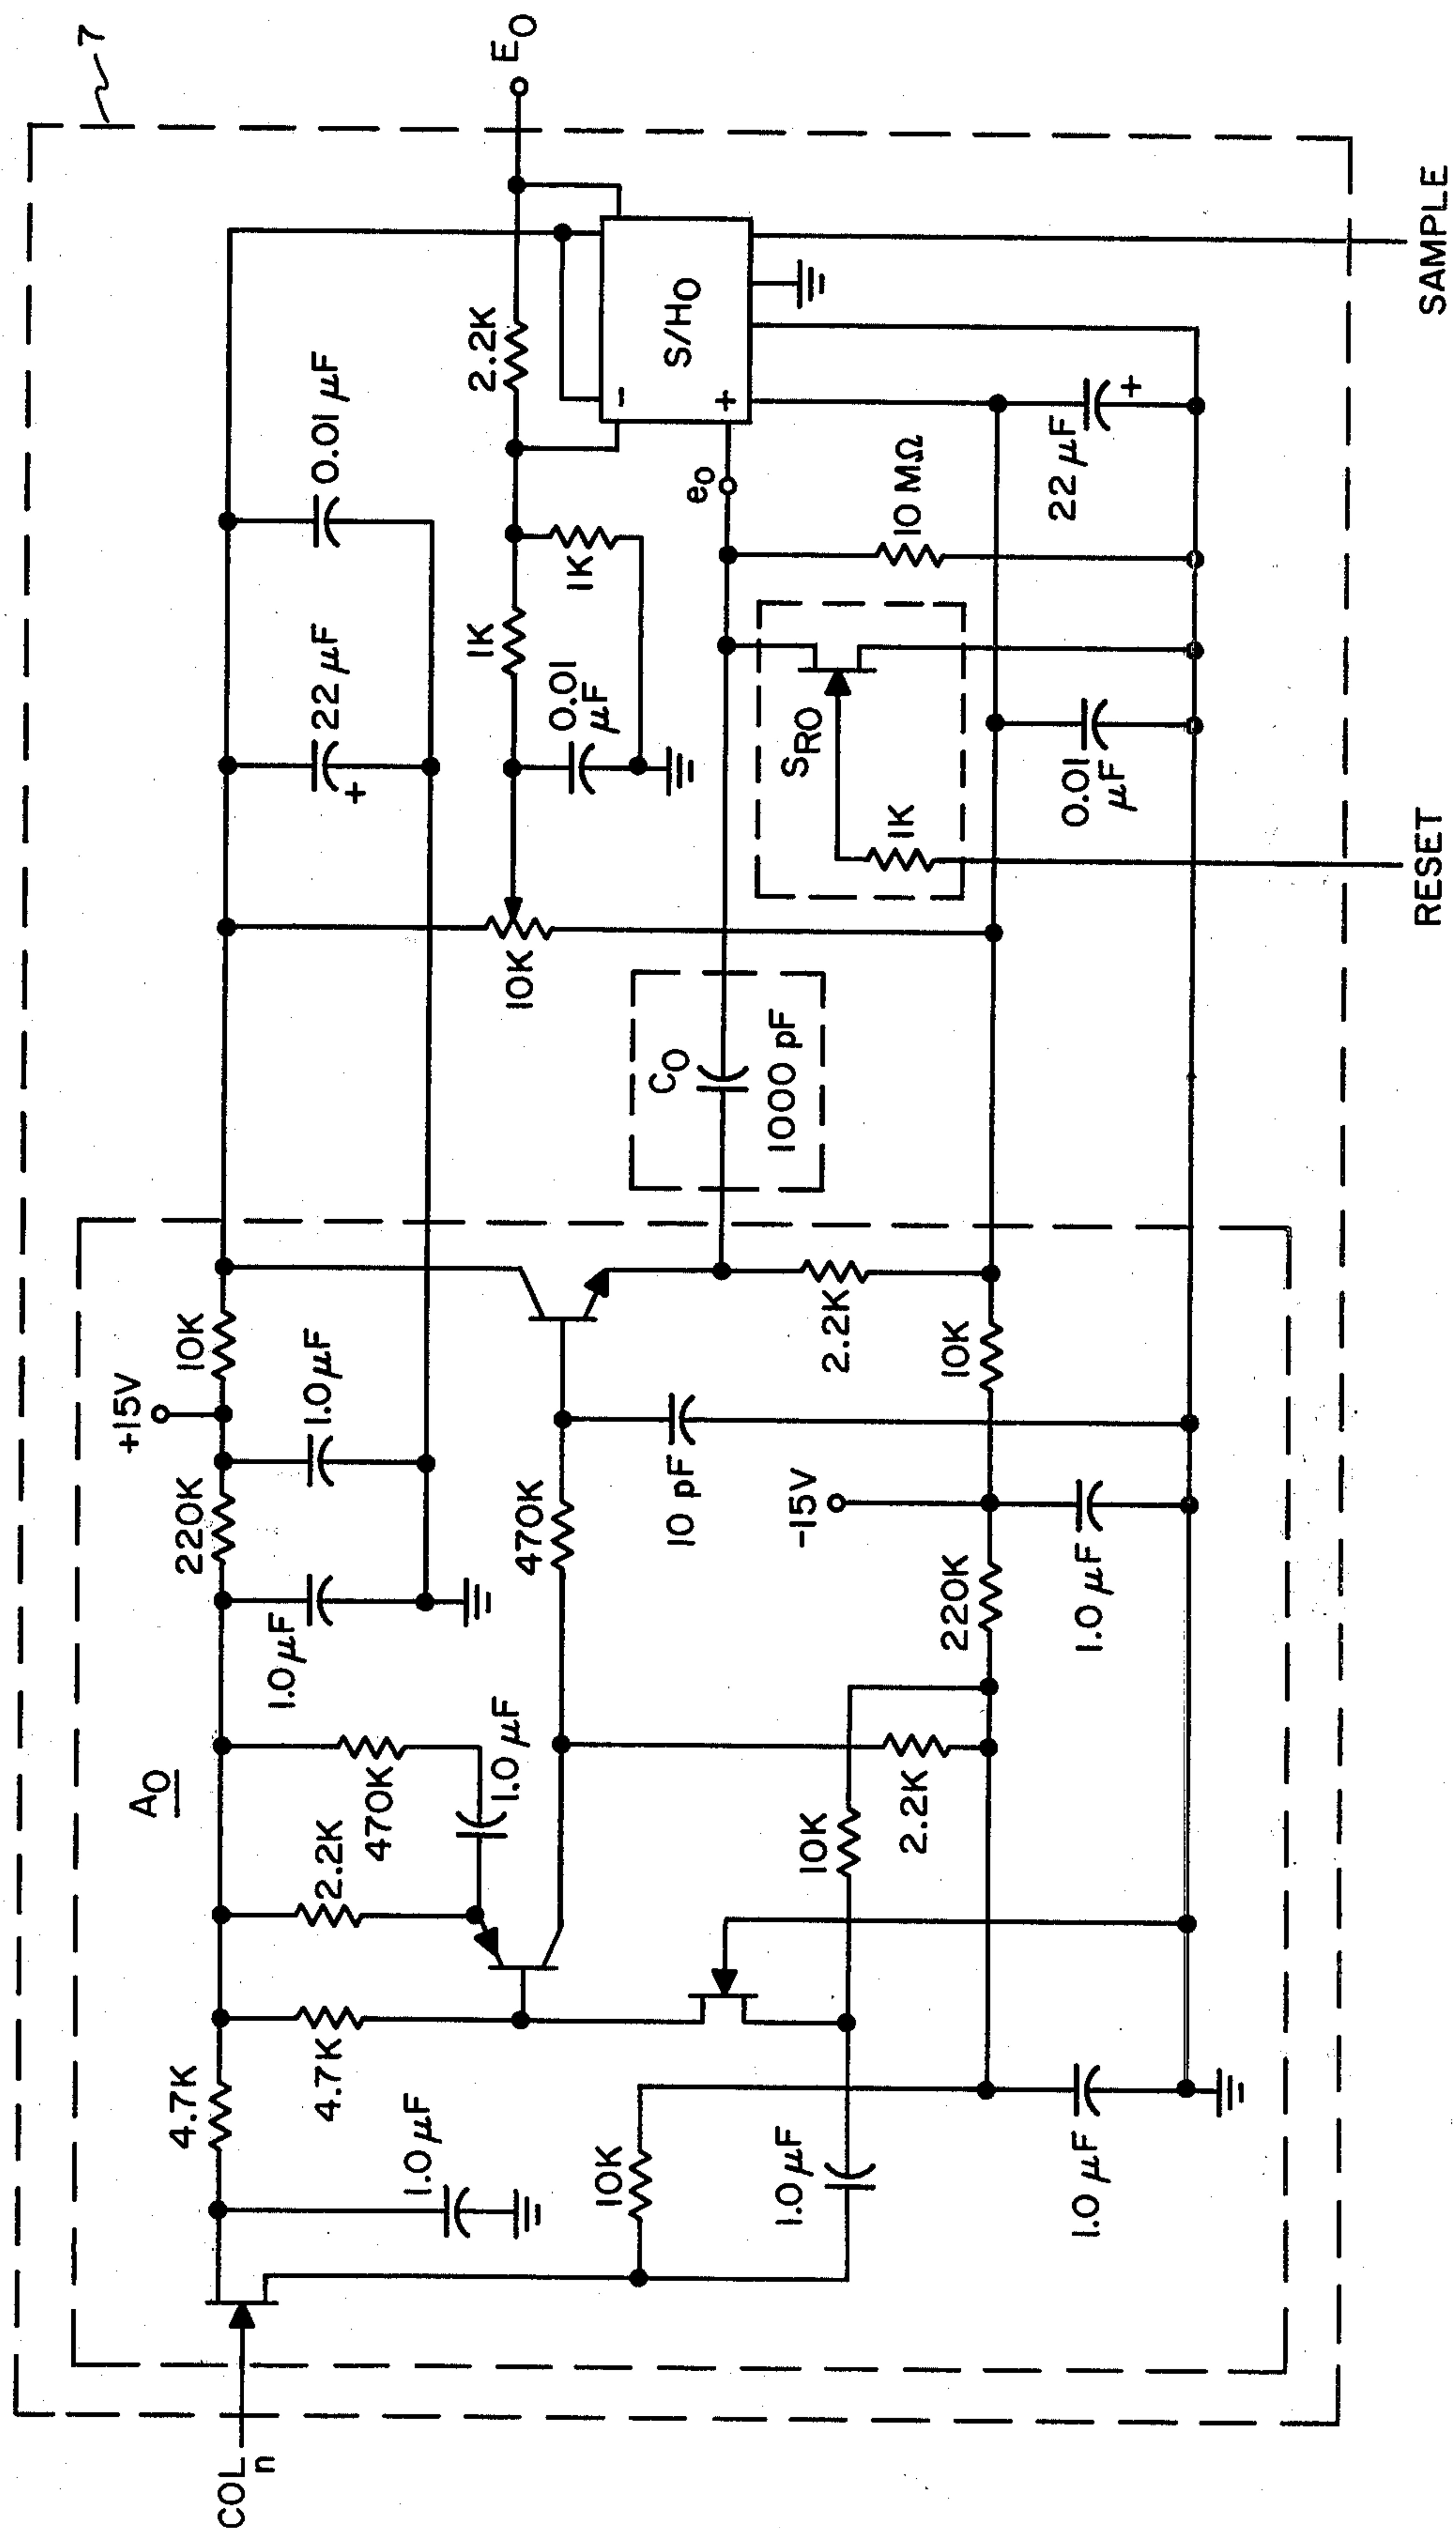 7
E0
SAMPLE
S/H0
-
+
2.2K
0.01 μF
e0
10 MΩ
22 μF
+
1K
1K
22 μF
+
0.01
μF
SR0
1K
0.01
μF
RESET
10K
C0
1000 pF
10K
+15V
1.0 μF
2.2K
10K
220K
470K
10 pF
-15V
1.0 μF
1.0 μF
220K
A0
470K
1.0 μF
2.2K
10K
2.2K
4.7K
4.7K
1.0 μF
10K
1.0 μF
1.0 μF
COLn